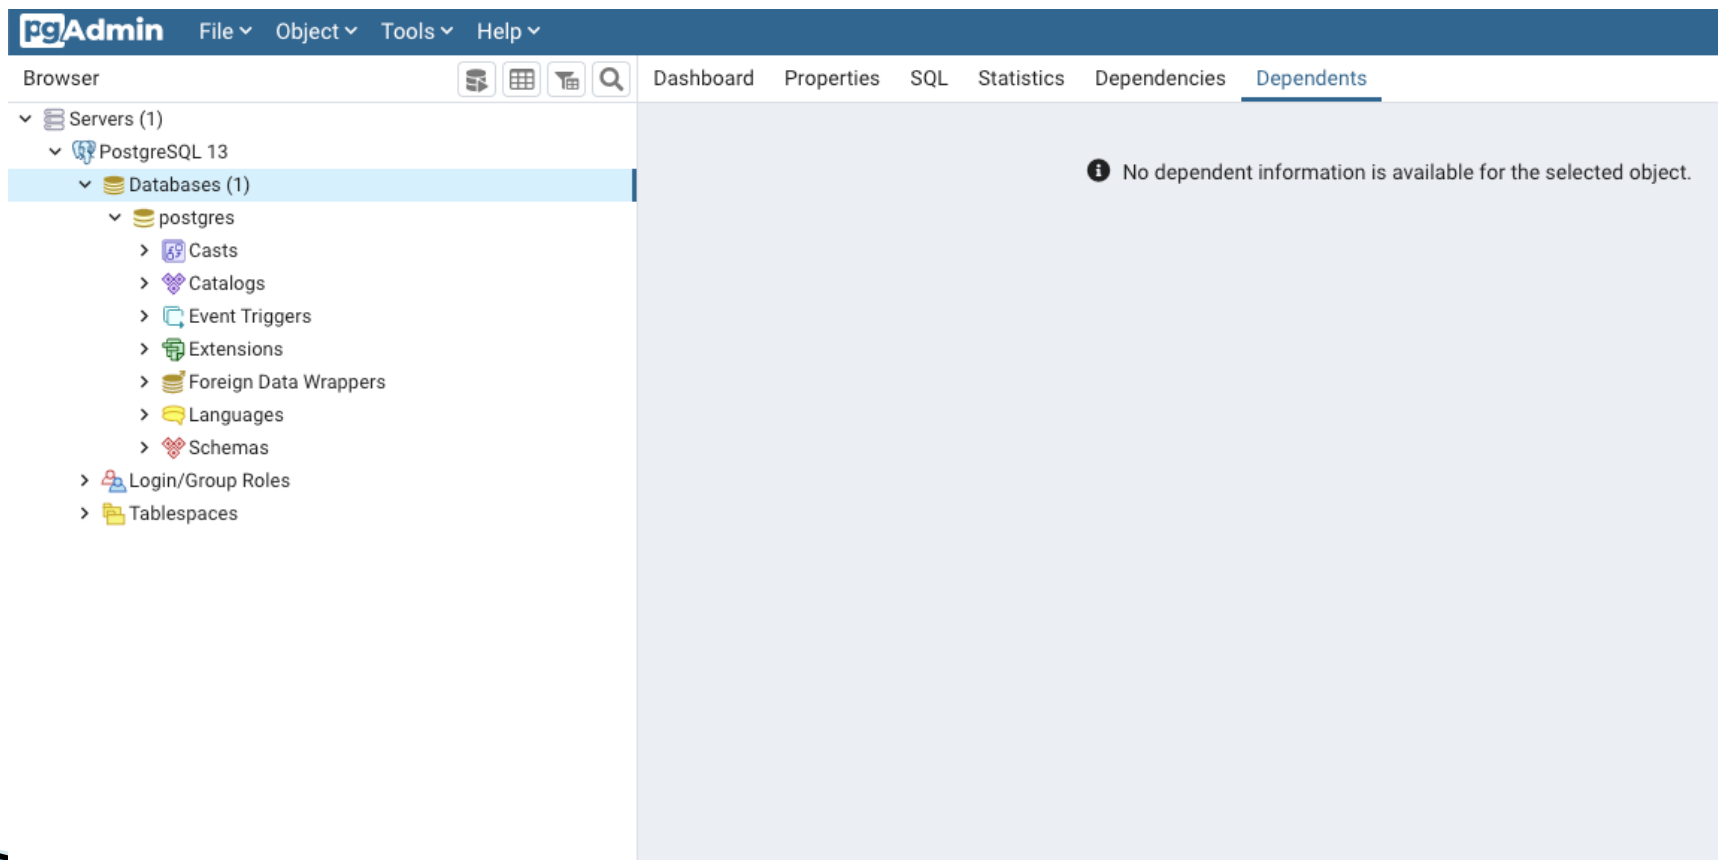 pgAdmin File Object Tools Help
Browser
Dashboard Properties SQL Statistics Dependencies Dependents
Servers (1)
PostgreSQL 13
Databases (1)
postgres
Casts
Catalogs
Event Triggers
Extensions
Foreign Data Wrappers
Languages
Schemas
Login/Group Roles
Tablespaces
No dependent information is available for the selected object.